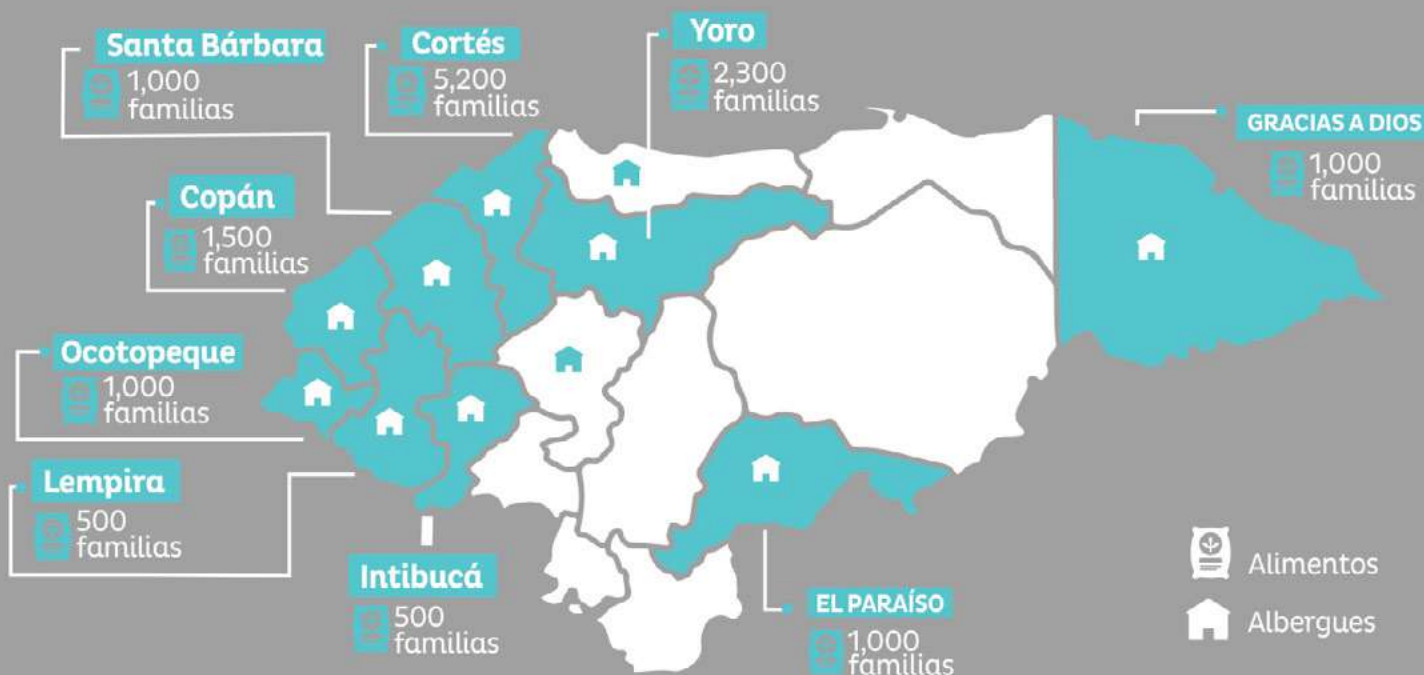 Santa Bárbara
1,000
familias
Cortés
5,200
familias
Yoro
2,300
familias
GRACIAS A DIOS
1,000
familias
Copán
1,500
familias
Ocotopeque
1,000
familias
Lempira
500
familias
Intibucá
500
familias
EL PARAÍSO
1,000
familias
Alimentos
Albergues